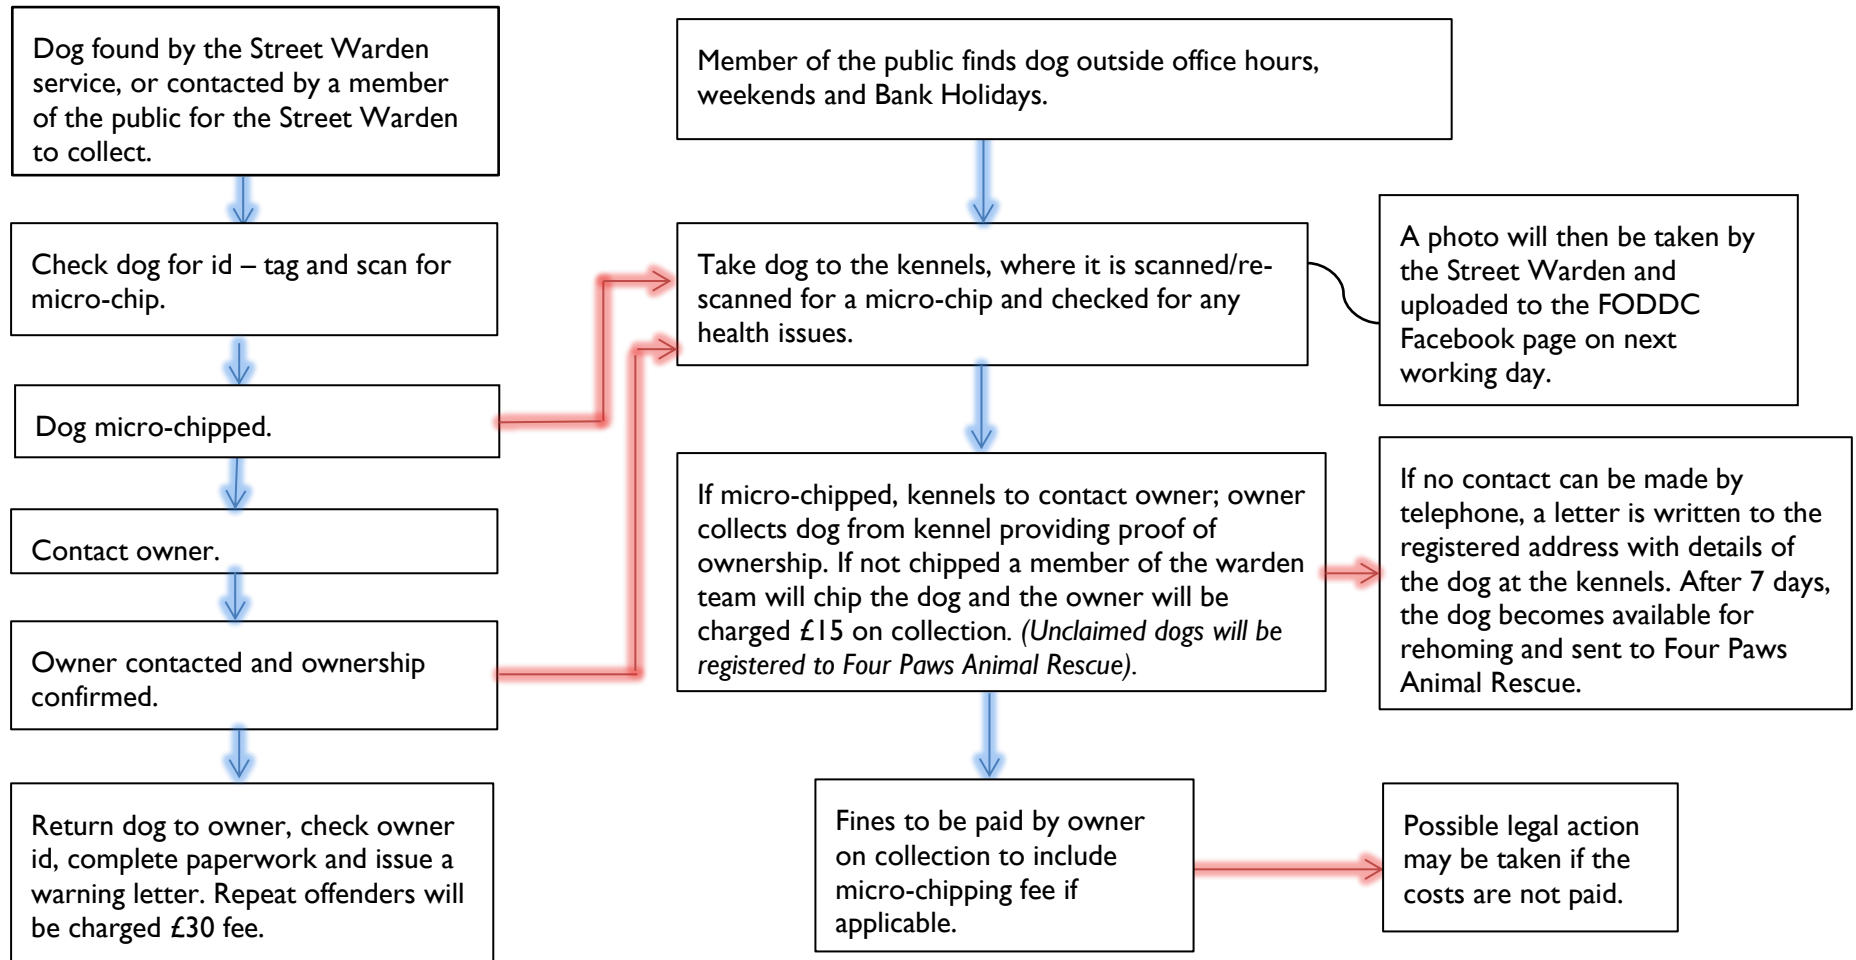 Dog found by the Street Warden
service, or contacted by a member
of the public for the Street Warden
to collect.
Check dog for id – tag and scan for
micro-chip.
Dog micro-chipped.
Contact owner.
Owner contacted and ownership
confirmed.
Return dog to owner, check owner
id, complete paperwork and issue a
warning letter. Repeat offenders will
be charged £30 fee.
Member of the public finds dog outside office hours,
weekends and Bank Holidays.
Take dog to the kennels, where it is scanned/re-
scanned for a micro-chip and checked for any
health issues.
A photo will then be taken by
the Street Warden and
uploaded to the FODDC
Facebook page on next
working day.
If micro-chipped, kennels to contact owner; owner
collects dog from kennel providing proof of
ownership. If not chipped a member of the warden
team will chip the dog and the owner will be
charged £15 on collection. (Unclaimed dogs will be
registered to Four Paws Animal Rescue).
If no contact can be made by
telephone, a letter is written to the
registered address with details of
the dog at the kennels. After 7 days,
the dog becomes available for
rehoming and sent to Four Paws
Animal Rescue.
Fines to be paid by owner
on collection to include
micro-chipping fee if
applicable.
Possible legal action
may be taken if the
costs are not paid.